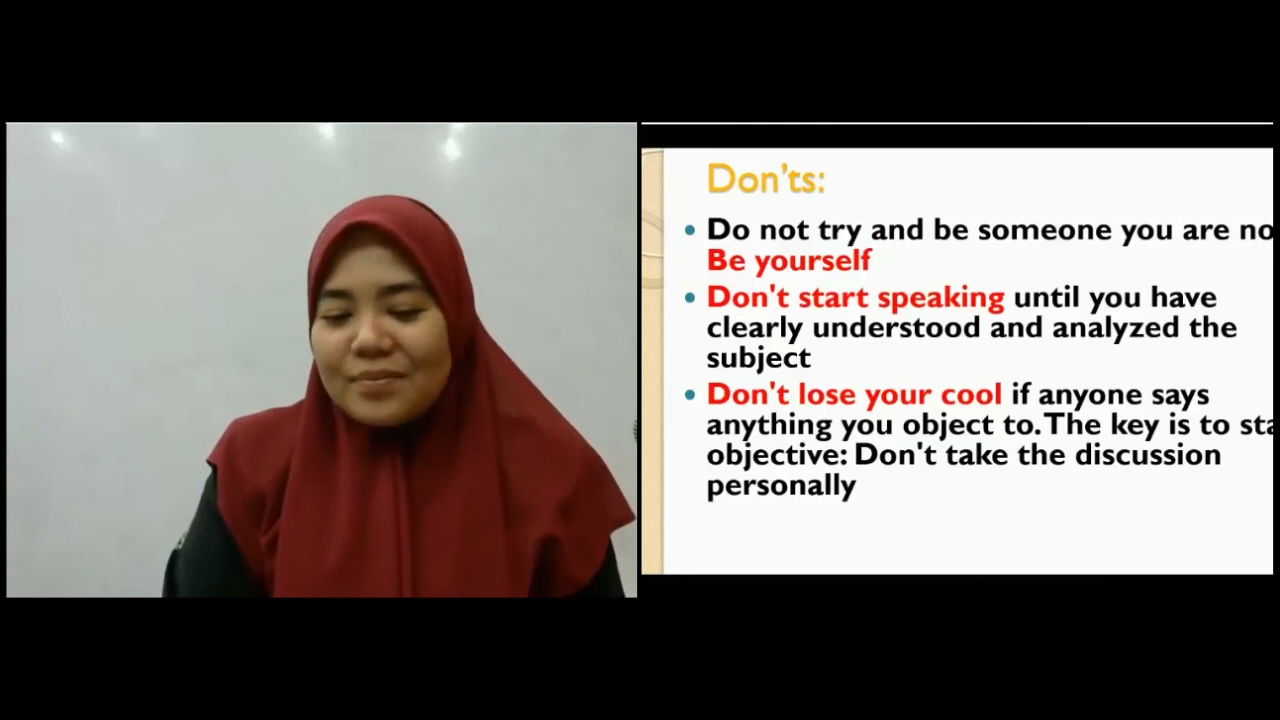 Don'ts:
• Do not try and be someone you are no
Be yourself
• Don't start speaking until you have
clearly understood and analyzed the
subject
• Don't lose your cool if anyone says
anything you object to. The key is to sta
objective: Don't take the discussion
personally